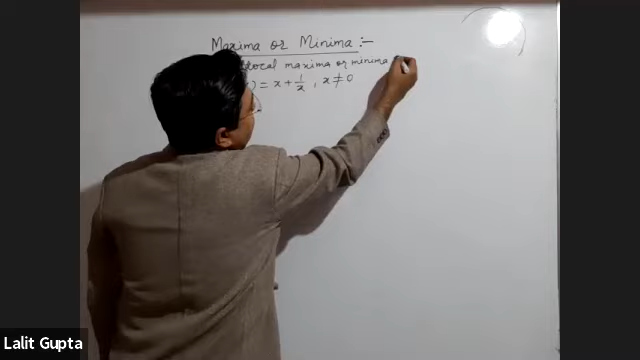 Maxima or Minima :-
local maxima or minima
) = x + 1/x , x ≠ 0
Lalit Gupta